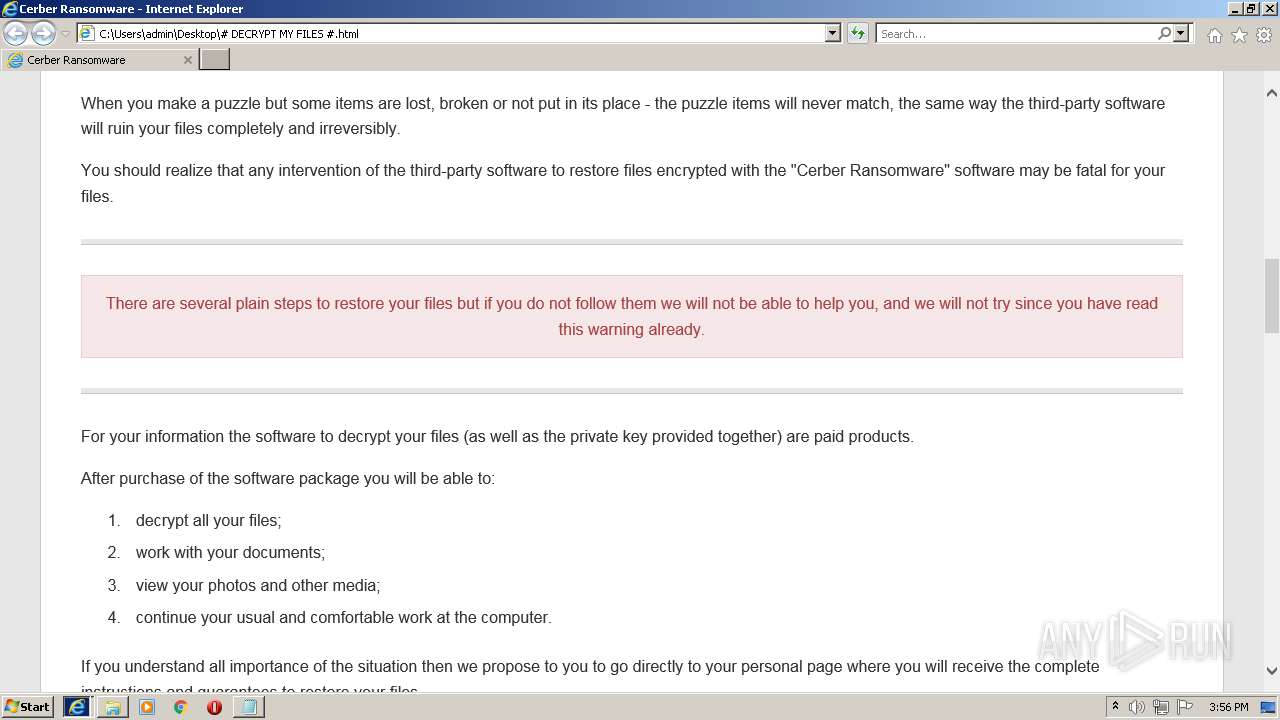 Cerber Ransomware - Internet Explorer
C:\Users\admin\Desktop\# DECRYPT MY FILES #.html
Search...
Cerber Ransomware
When you make a puzzle but some items are lost, broken or not put in its place - the puzzle items will never match, the same way the third-party software
will ruin your files completely and irreversibly.
You should realize that any intervention of the third-party software to restore files encrypted with the "Cerber Ransomware" software may be fatal for your
files.
There are several plain steps to restore your files but if you do not follow them we will not be able to help you, and we will not try since you have read
this warning already.
For your information the software to decrypt your files (as well as the private key provided together) are paid products.
After purchase of the software package you will be able to:
1. decrypt all your files;
2. work with your documents;
3. view your photos and other media;
4. continue your usual and comfortable work at the computer.
If you understand all importance of the situation then we propose to you to go directly to your personal page where you will receive the complete
instructions and guarantees to restore your files.
ANY RUN
Start
3:56 PM